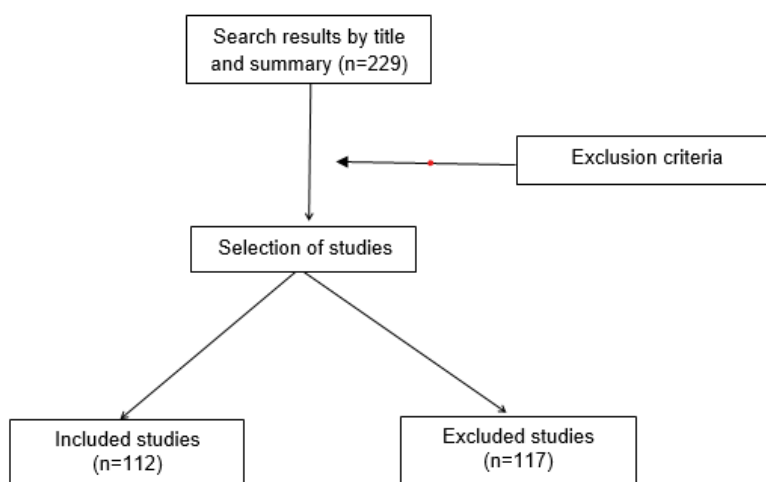 Search results by title
and summary (n=229)
Exclusion criteria
Selection of studies
Included studies
(n=112)
Excluded studies
(n=117)